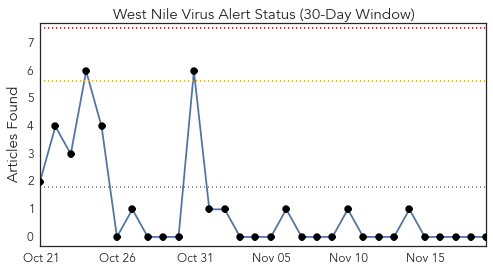 West Nile Virus Alert Status (30-Day Window)
Articles Found
7
6
5
4
3
2
1
0
Oct 21 Oct 26 Oct 31 Nov 05 Nov 10 Nov 15